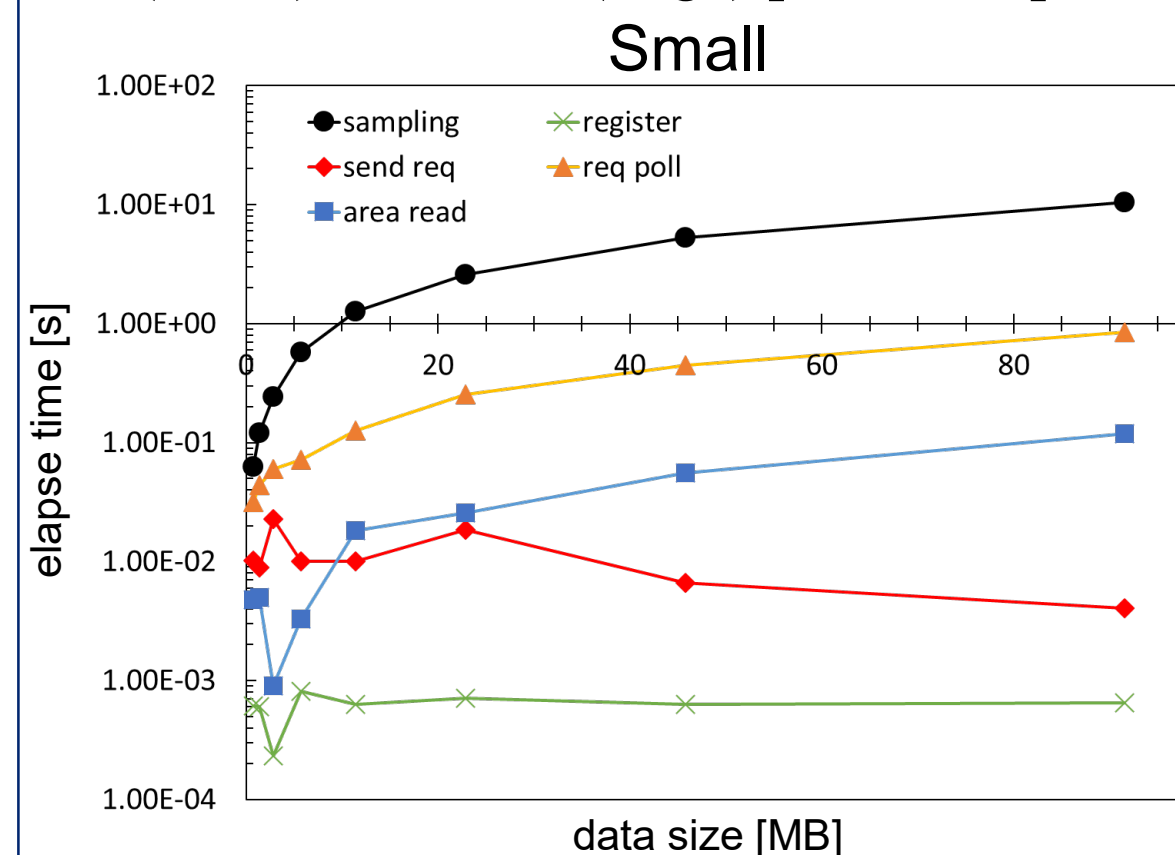 Small
1.00E+02
sampling register
send req req poll
area read
1.00E+01
1.00E+00
0 20 40 60 80
1.00E-01
1.00E-02
1.00E-03
1.00E-04
elapse time [s]
data size [MB]